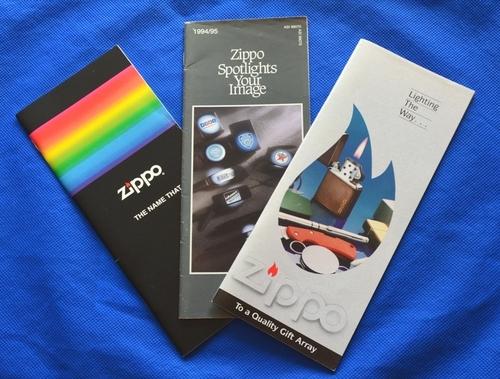 zippo
THE NAME THAT
1994/95
Zippo
Spotlights
Your
Image
Lighting
The
Way. . .
zippo
To a Quality Gift Array